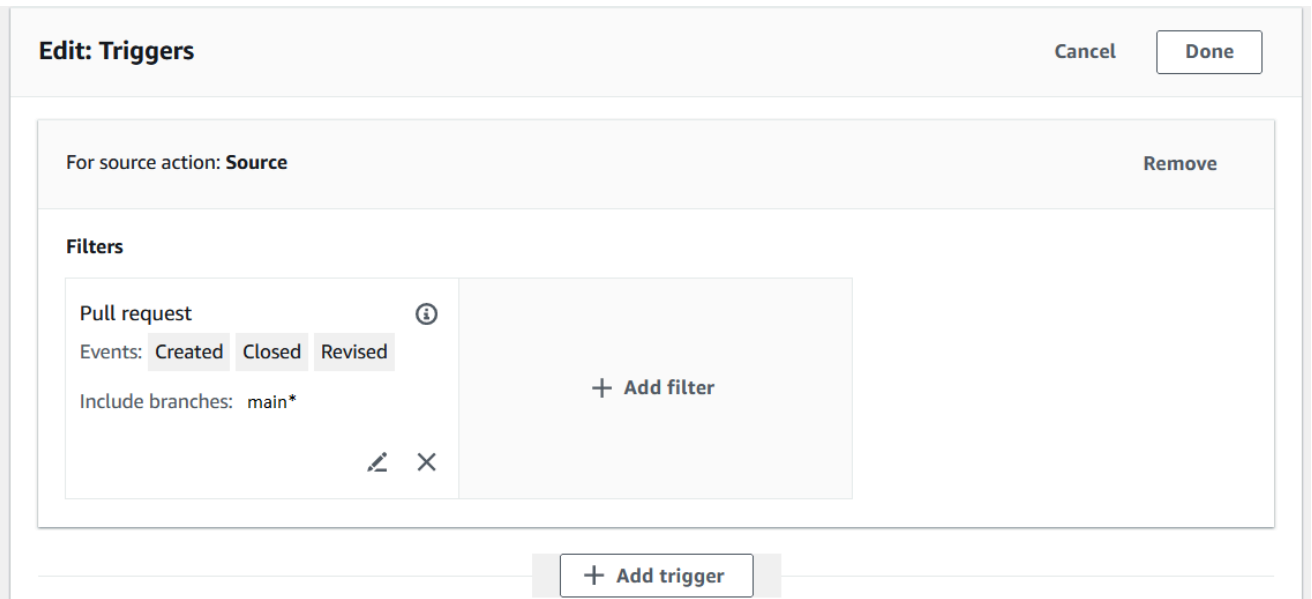 Edit: Triggers
Cancel
Done
For source action: Source
Remove
Filters
Pull request
Events: Created Closed Revised
Include branches: main*
+ Add filter
+ Add trigger